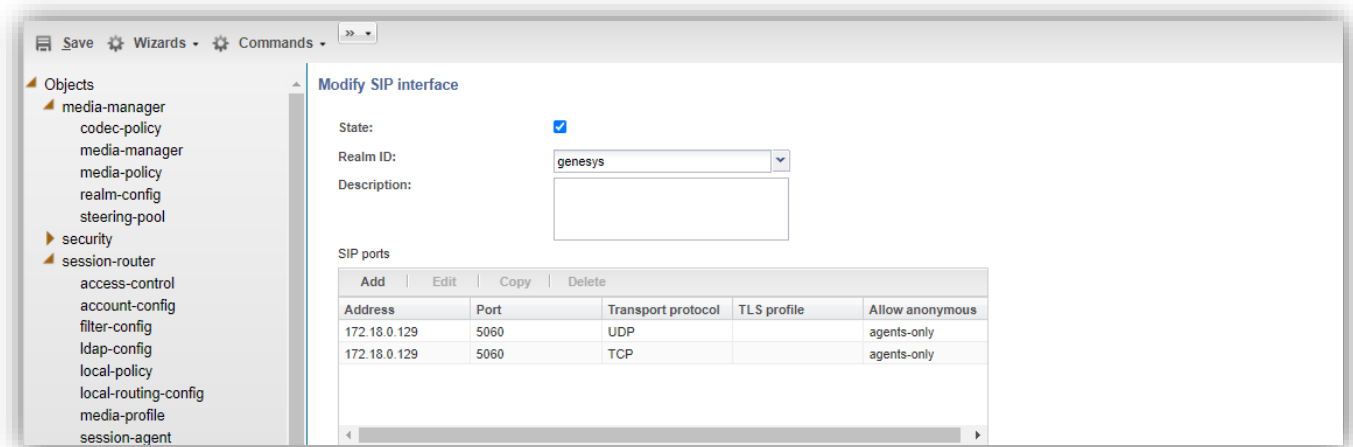 Save Wizards Commands »
Objects
media-manager
codec-policy
media-manager
media-policy
realm-config
steering-pool
security
session-router
access-control
account-config
filter-config
ldap-config
local-policy
local-routing-config
media-profile
session-agent
Modify SIP interface
State:
Realm ID: genesys
Description:
SIP ports
Add Edit Copy Delete
Address Port Transport protocol TLS profile Allow anonymous
172.18.0.129 5060 UDP agents-only
172.18.0.129 5060 TCP agents-only